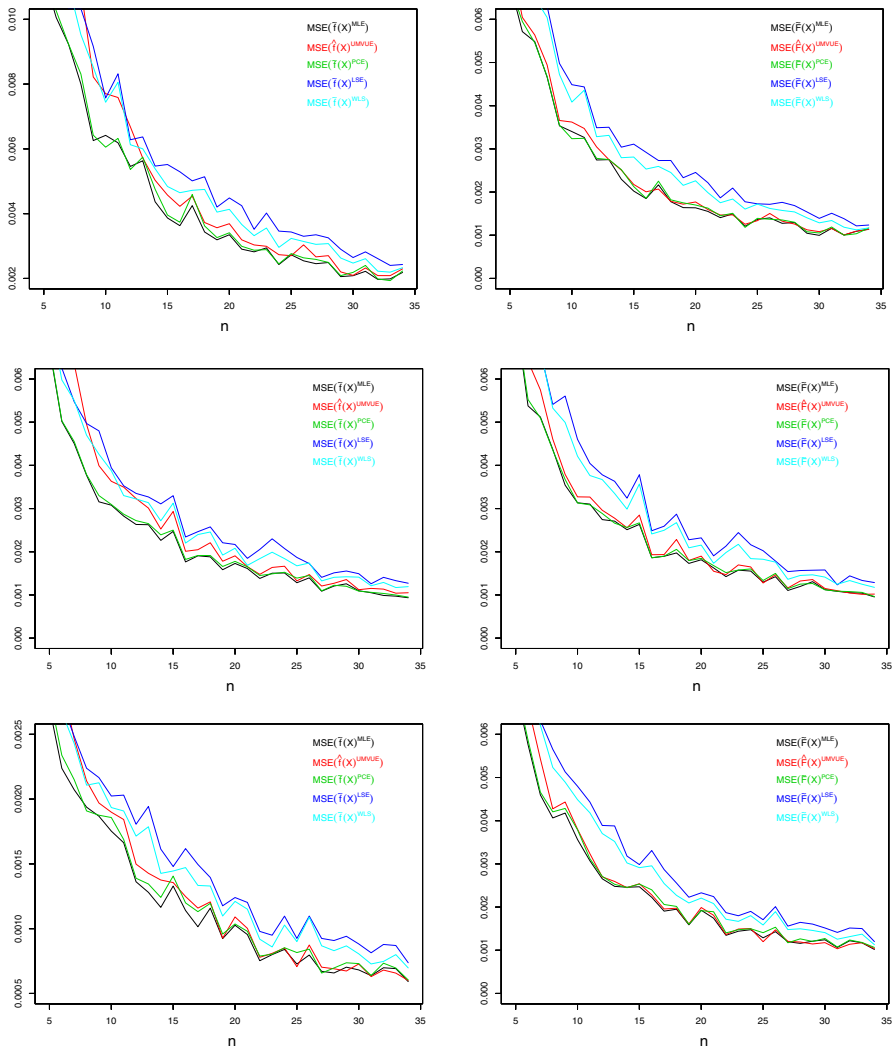 0.002 0.004 0.006 0.008 0.010
MSE(f̃(X)^MLE)
MSE(f̂(X)^UMVUE)
MSE(f̃(X)^PCE)
MSE(f̃(X)^LSE)
MSE(f̃(X)^WLS)
5 10 15 20 25 30 35
n
0.000 0.001 0.002 0.003 0.004 0.005 0.006
MSE(F̃(X)^MLE)
MSE(F̂(X)^UMVUE)
MSE(F̃(X)^PCE)
MSE(F̃(X)^LSE)
MSE(F̃(X)^WLS)
5 10 15 20 25 30 35
n
0.000 0.001 0.002 0.003 0.004 0.005 0.006
MSE(f̃(X)^MLE)
MSE(f̂(X)^UMVUE)
MSE(f̃(X)^PCE)
MSE(f̃(X)^LSE)
MSE(f̃(X)^WLS)
5 10 15 20 25 30 35
n
0.000 0.001 0.002 0.003 0.004 0.005 0.006
MSE(F̃(X)^MLE)
MSE(F̂(X)^UMVUE)
MSE(F̃(X)^PCE)
MSE(F̃(X)^LSE)
MSE(F̃(X)^WLS)
5 10 15 20 25 30 35
n
0.0005 0.0010 0.0015 0.0020 0.0025
MSE(f̃(X)^MLE)
MSE(f̂(X)^UMVUE)
MSE(f̃(X)^PCE)
MSE(f̃(X)^LSE)
MSE(f̃(X)^WLS)
5 10 15 20 25 30 35
n
0.000 0.001 0.002 0.003 0.004 0.005 0.006
MSE(F̃(X)^MLE)
MSE(F̂(X)^UMVUE)
MSE(F̃(X)^PCE)
MSE(F̃(X)^LSE)
MSE(F̃(X)^WLS)
5 10 15 20 25 30 35
n